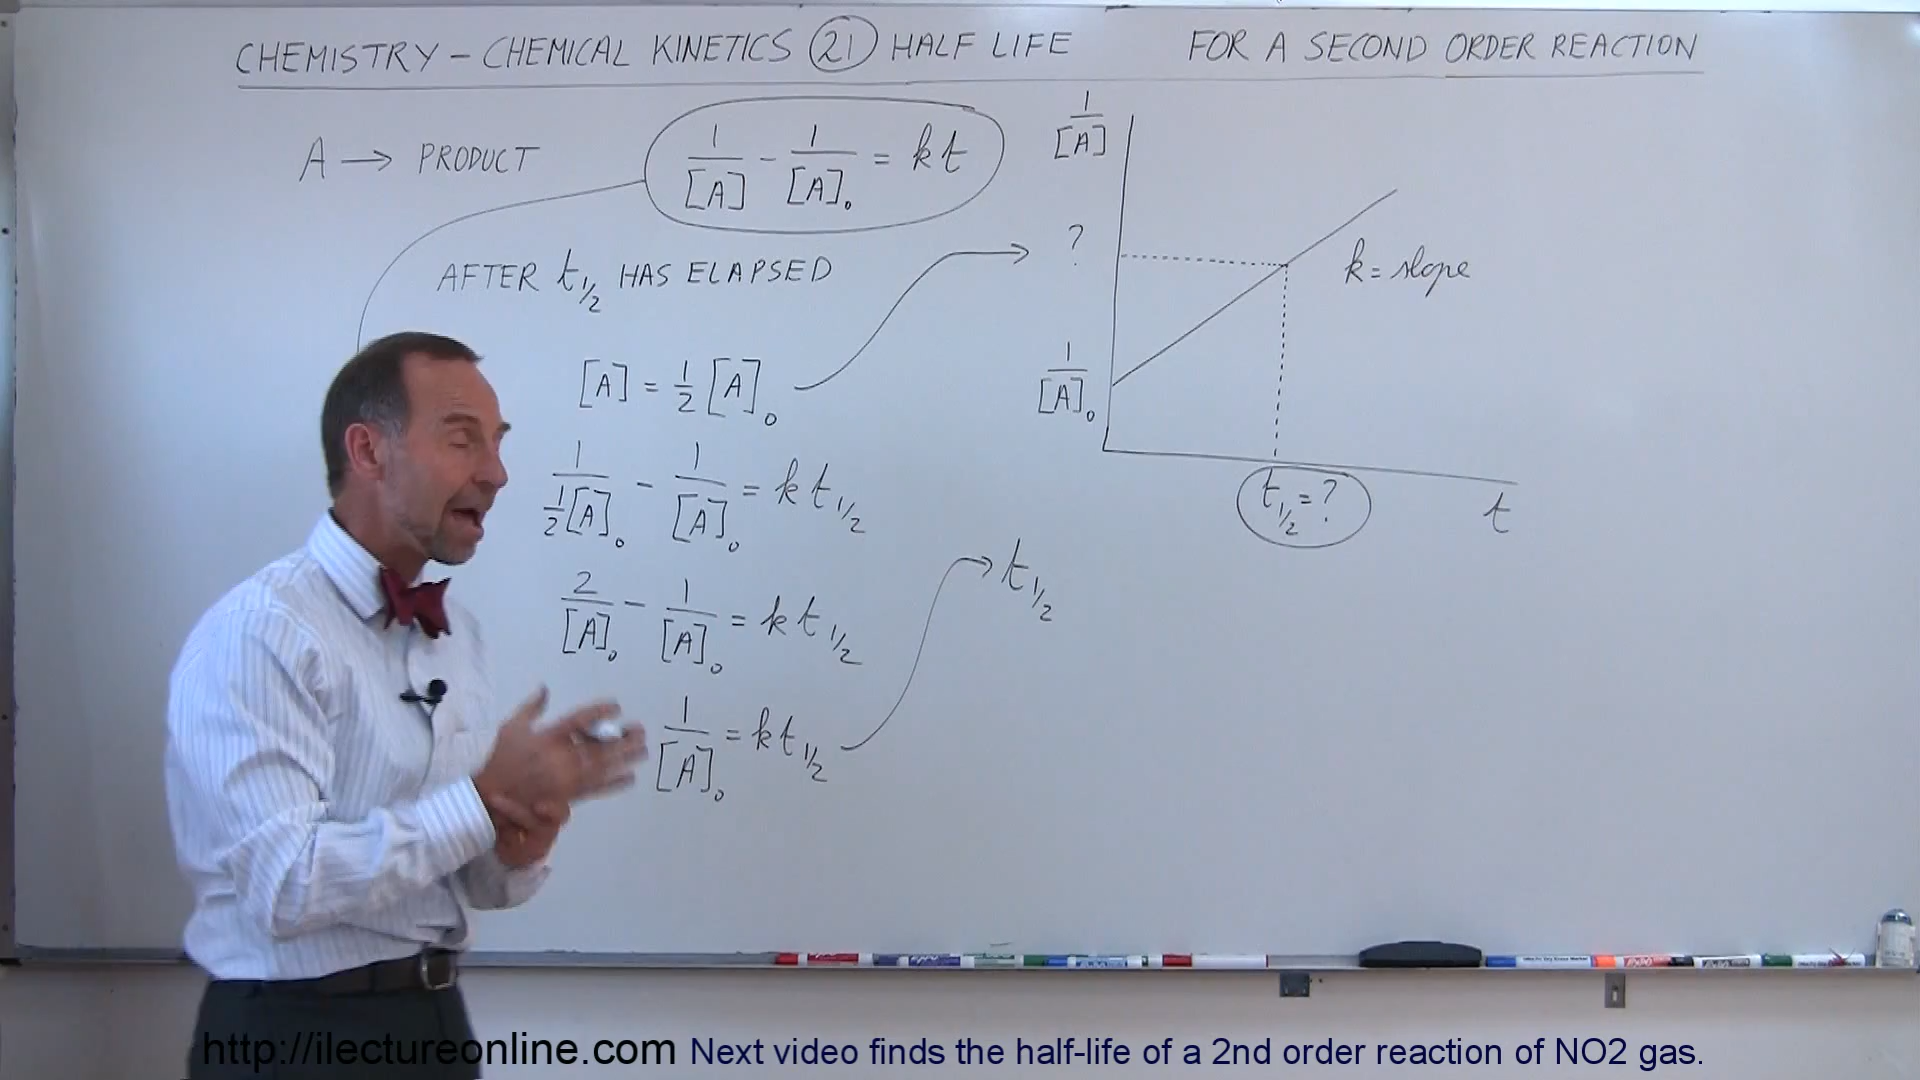 CHEMISTRY – CHEMICAL KINETICS 21 HALF LIFE FOR A SECOND ORDER REACTION
A → PRODUCT
1/[A] - 1/[A]₀ = kt
AFTER t1/2 HAS ELAPSED
[A] = 1/2 [A]₀
1/(1/2[A]₀) - 1/[A]₀ = k t1/2
2/[A]₀ - 1/[A]₀ = k t1/2
1/[A]₀ = k t1/2
→ t1/2
1/[A]
?
k = slope
1/[A]₀
t1/2 = ?
t
http://ilectureonline.com Next video finds the half-life of a 2nd order reaction of NO2 gas.